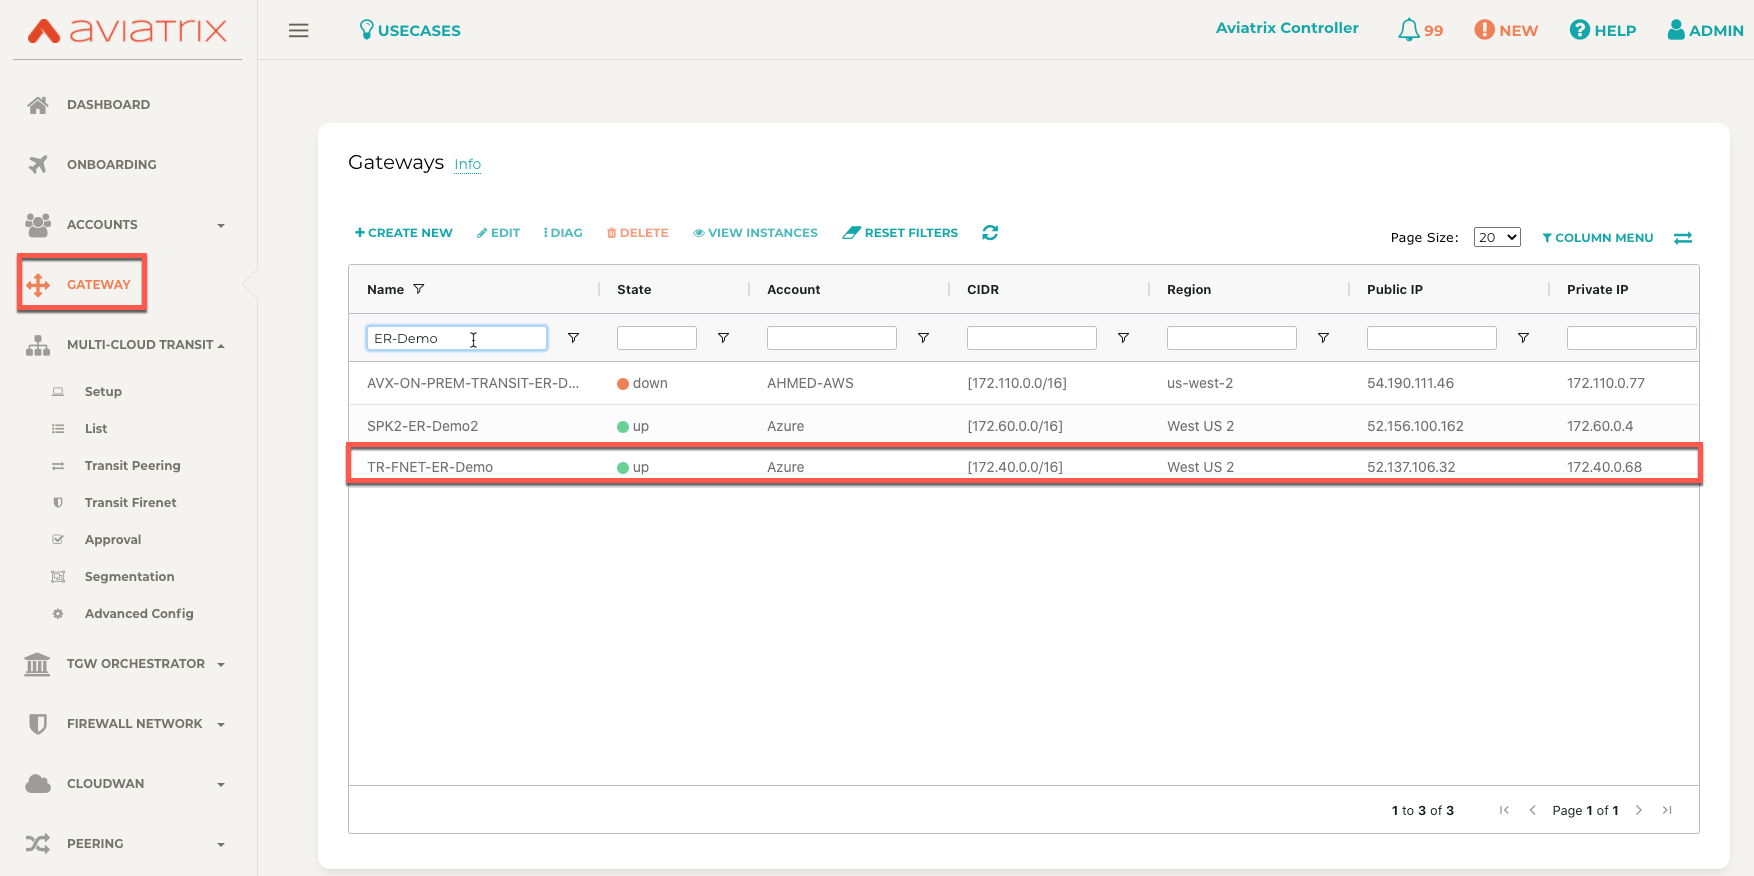 aviatrix
USECASES
Aviatrix Controller
99
NEW
HELP
ADMIN
DASHBOARD
ONBOARDING
ACCOUNTS
GATEWAY
MULTI-CLOUD TRANSIT
Setup
List
Transit Peering
Transit Firenet
Approval
Segmentation
Advanced Config
TGW ORCHESTRATOR
FIREWALL NETWORK
CLOUDWAN
PEERING
Gateways Info
+ CREATE NEW EDIT DIAG DELETE VIEW INSTANCES RESET FILTERS
Page Size: 20 COLUMN MENU
Name State Account CIDR Region Public IP Private IP
ER-Demo
AVX-ON-PREM-TRANSIT-ER-D... down AHMED-AWS [172.110.0.0/16] us-west-2 54.190.111.46 172.110.0.77
SPK2-ER-Demo2 up Azure [172.60.0.0/16] West US 2 52.156.100.162 172.60.0.4
TR-FNET-ER-Demo up Azure [172.40.0.0/16] West US 2 52.137.106.32 172.40.0.68
1 to 3 of 3 Page 1 of 1